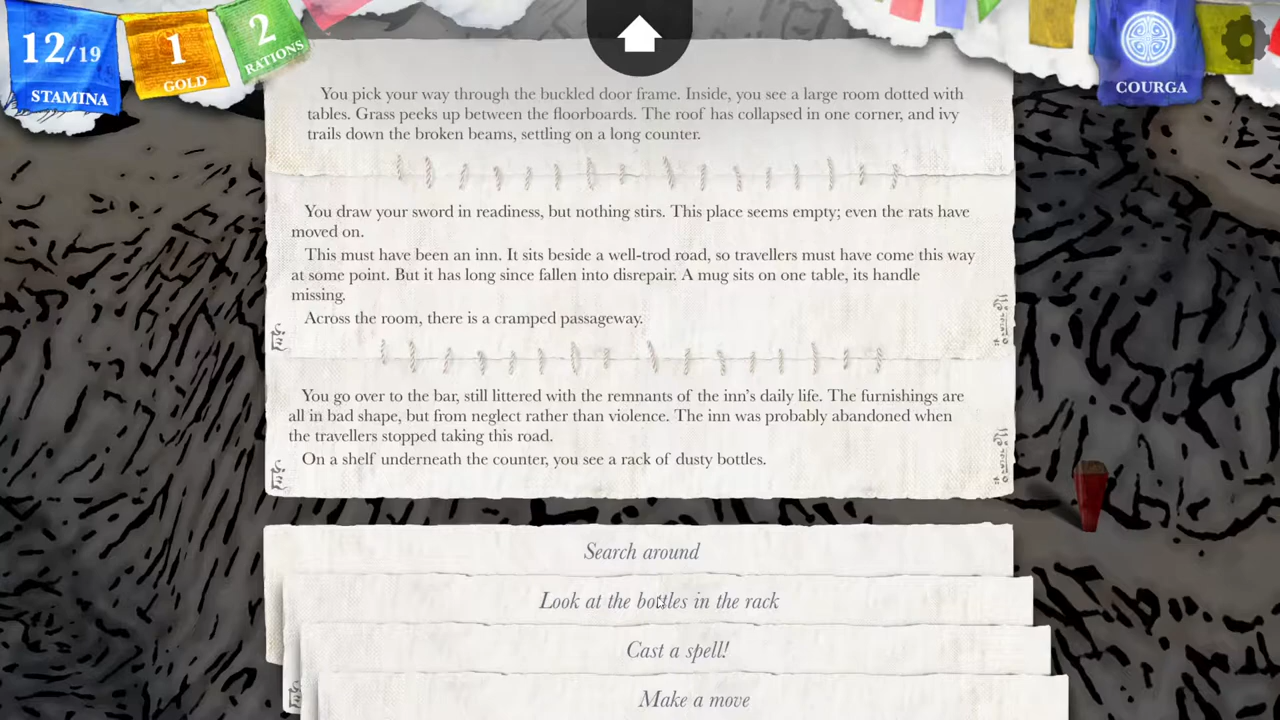 12/19
STAMINA
1
GOLD
2
RATIONS
COURGA
You pick your way through the buckled door frame. Inside, you see a large room dotted with
tables. Grass peeks up between the floorboards. The roof has collapsed in one corner, and ivy
trails down the broken beams, settling on a long counter.
You draw your sword in readiness, but nothing stirs. This place seems empty; even the rats have
moved on.
This must have been an inn. It sits beside a well-trod road, so travellers must have come this way
at some point. But it has long since fallen into disrepair. A mug sits on one table, its handle
missing.
Across the room, there is a cramped passageway.
You go over to the bar, still littered with the remnants of the inn's daily life. The furnishings are
all in bad shape, but from neglect rather than violence. The inn was probably abandoned when
the travellers stopped taking this road.
On a shelf underneath the counter, you see a rack of dusty bottles.
Search around
Look at the bottles in the rack
Cast a spell!
Make a move